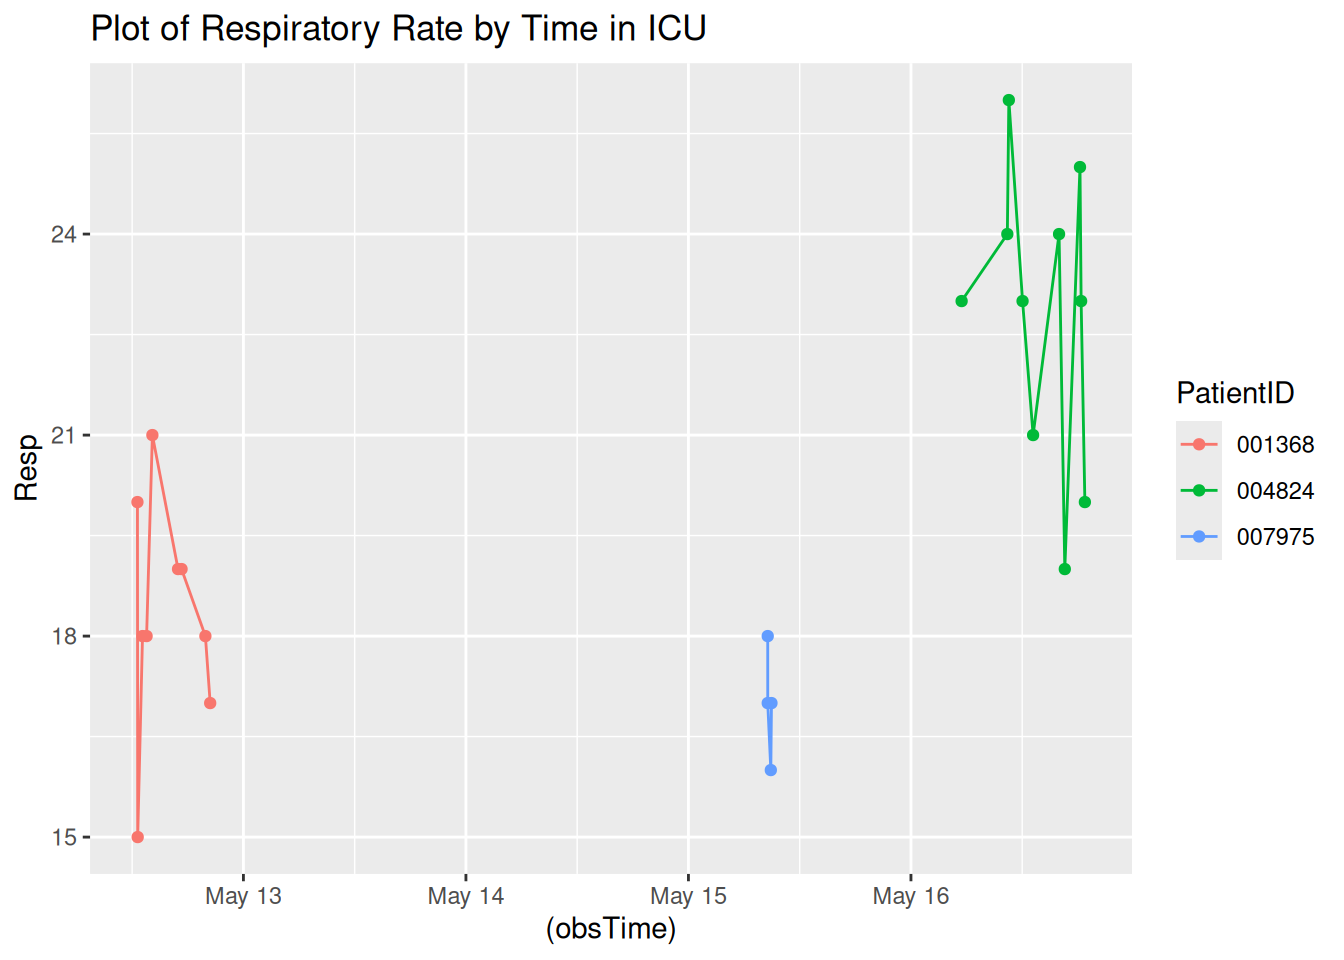 Plot of Respiratory Rate by Time in ICU
Resp
24
21
18
15
May 13
May 14
May 15
May 16
(obsTime)
PatientID
001368
004824
007975